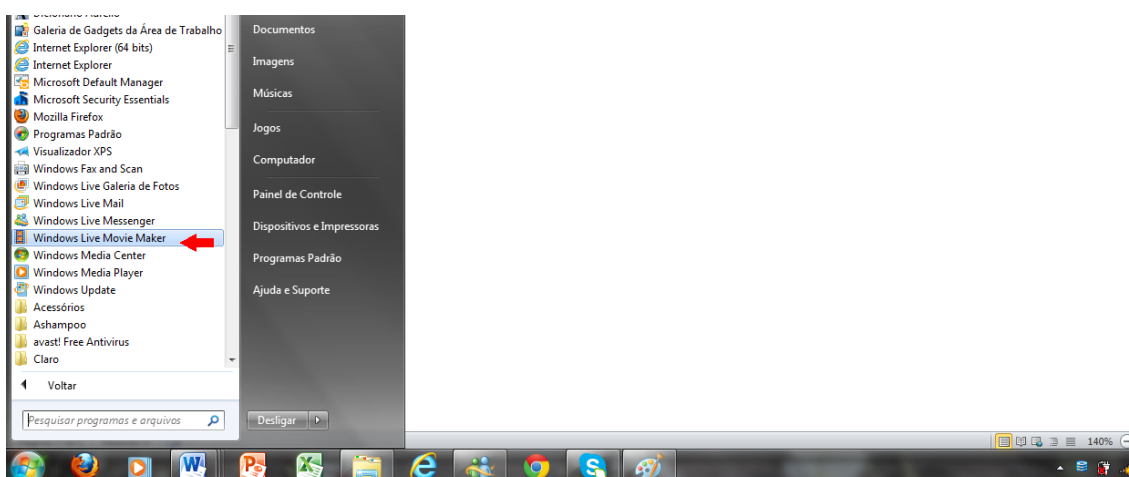 Dicionário Aurélio
Galeria de Gadgets da Área de Trabalho
Internet Explorer (64 bits)
Internet Explorer
Microsoft Default Manager
Microsoft Security Essentials
Mozilla Firefox
Programas Padrão
Visualizador XPS
Windows Fax and Scan
Windows Live Galeria de Fotos
Windows Live Mail
Windows Live Messenger
Windows Live Movie Maker
Windows Media Center
Windows Media Player
Windows Update
Acessórios
Ashampoo
avast! Free Antivirus
Claro
Voltar
Pesquisar programas e arquivos
Documentos
Imagens
Músicas
Jogos
Computador
Painel de Controle
Dispositivos e Impressoras
Programas Padrão
Ajuda e Suporte
Desligar
140%